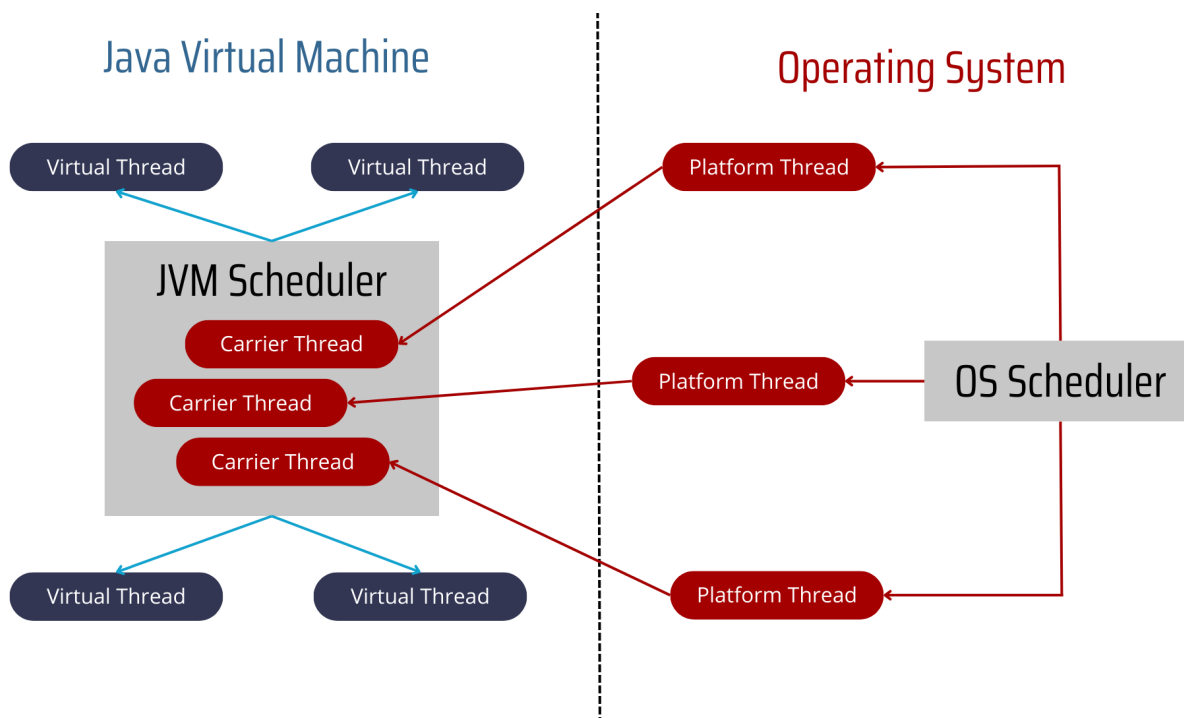 Java Virtual Machine
Operating System
Virtual Thread
Virtual Thread
Platform Thread
JVM Scheduler
Carrier Thread
Carrier Thread
Carrier Thread
Platform Thread
OS Scheduler
Virtual Thread
Virtual Thread
Platform Thread